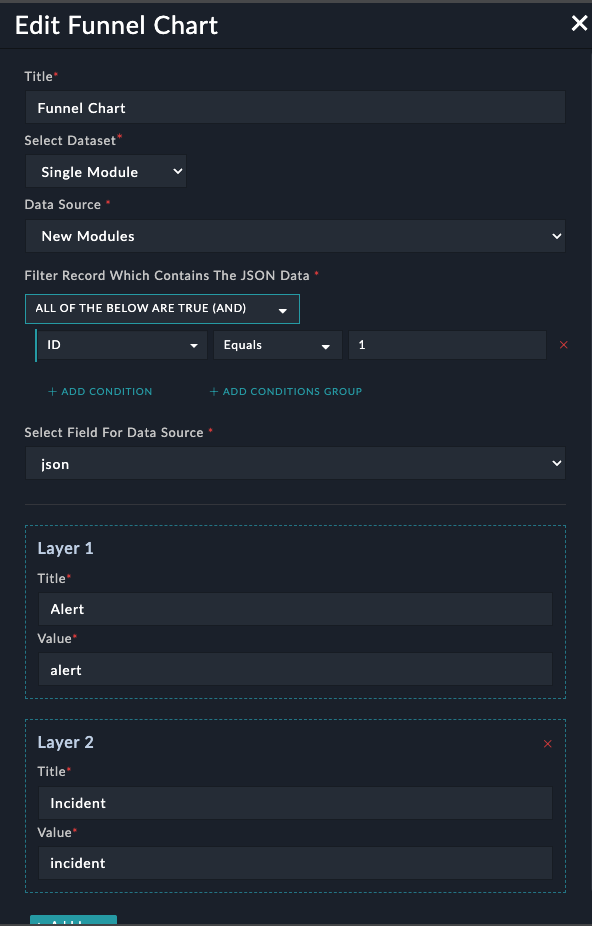 Edit Funnel Chart
Title*
Funnel Chart
Select Dataset*
Single Module
Data Source *
New Modules
Filter Record Which Contains The JSON Data *
ALL OF THE BELOW ARE TRUE (AND)
ID Equals 1
+ ADD CONDITION + ADD CONDITIONS GROUP
Select Field For Data Source *
json
Layer 1
Title*
Alert
Value*
alert
Layer 2
Title*
Incident
Value*
incident